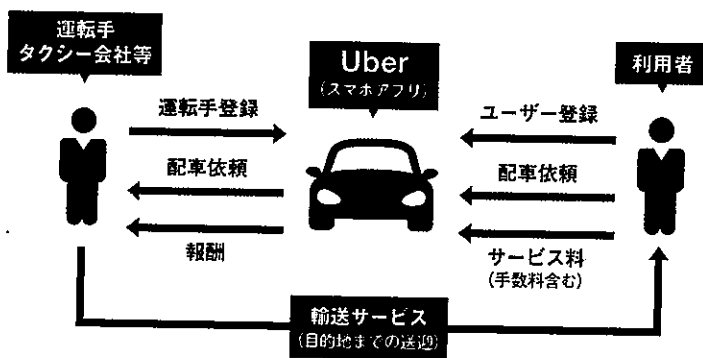 運転手
タクシー会社等
Uber
(スマホアプリ)
利用者
運転手登録
ユーザー登録
配車依頼
配車依頼
報酬
サービス料
(手数料含む)
輸送サービス
(目的地までの送迎)